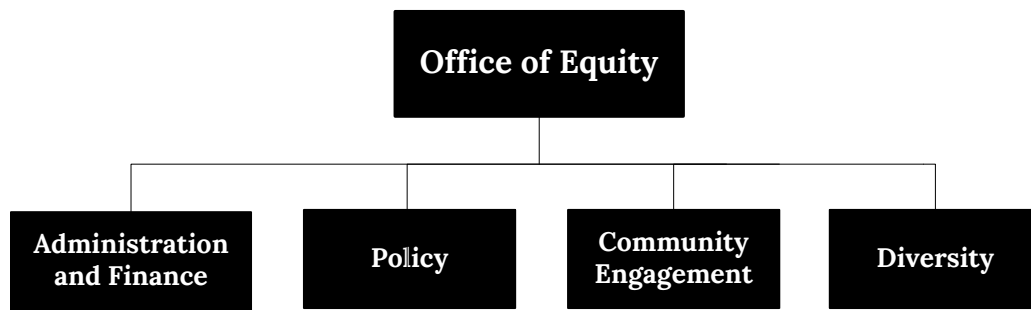 Office of Equity
Administration
and Finance
Policy
Community
Engagement
Diversity